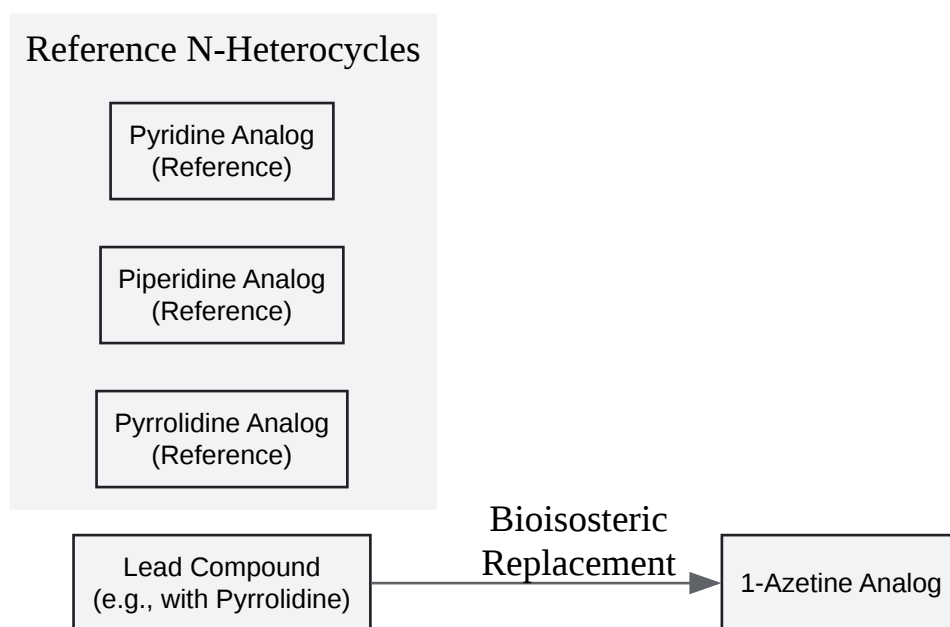 Reference N-Heterocycles
Pyridine Analog
(Reference)
Piperidine Analog
(Reference)
Pyrrolidine Analog
(Reference)
Lead Compound
(e.g., with Pyrrolidine)
Bioisosteric
Replacement
1-Azetine Analog